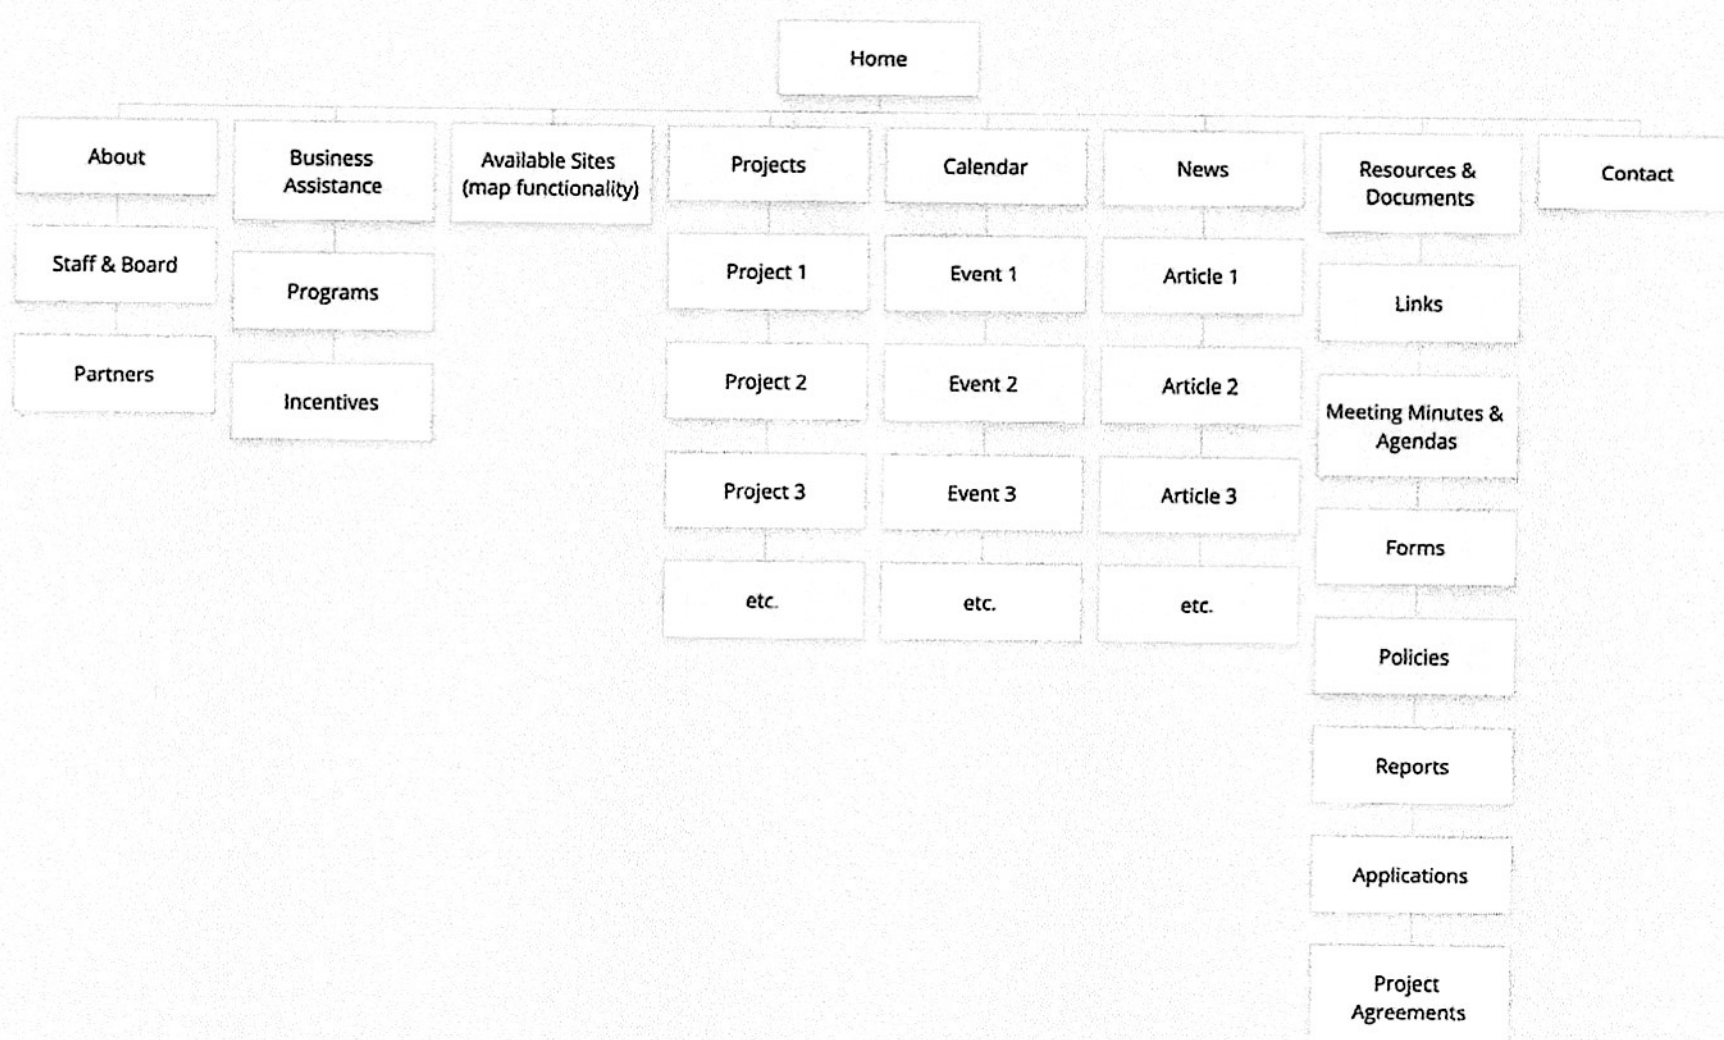 Home
About
Staff & Board
Partners
Business
Assistance
Programs
Incentives
Available Sites
(map functionality)
Projects
Project 1
Project 2
Project 3
etc.
Calendar
Event 1
Event 2
Event 3
etc.
News
Article 1
Article 2
Article 3
etc.
Resources &
Documents
Links
Meeting Minutes &
Agendas
Forms
Policies
Reports
Applications
Project
Agreements
Contact